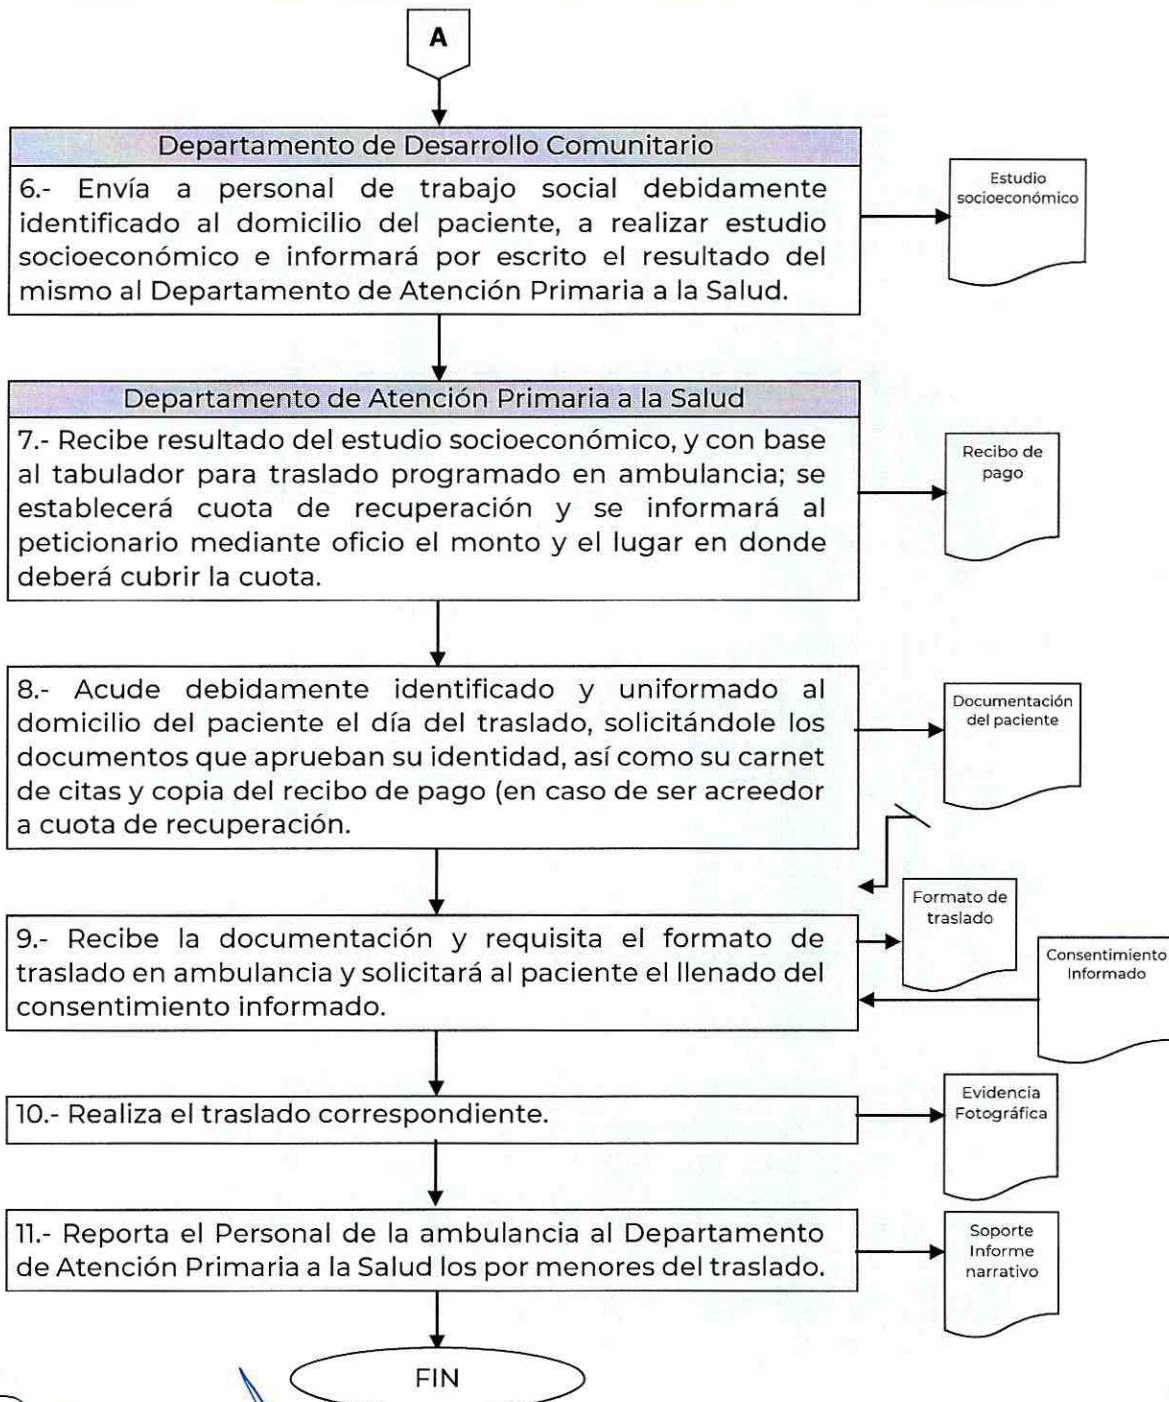 A
Departamento de Desarrollo Comunitario
6.- Envía a personal de trabajo social debidamente
identificado al domicilio del paciente, a realizar estudio
socioeconómico e informará por escrito el resultado del
mismo al Departamento de Atención Primaria a la Salud.
Estudio
socioeconómico
Departamento de Atención Primaria a la Salud
7.- Recibe resultado del estudio socioeconómico, y con base
al tabulador para traslado programado en ambulancia; se
establecerá cuota de recuperación y se informará al
peticionario mediante oficio el monto y el lugar en donde
deberá cubrir la cuota.
Recibo de
pago
8.- Acude debidamente identificado y uniformado al
domicilio del paciente el día del traslado, solicitándole los
documentos que aprueban su identidad, así como su carnet
de citas y copia del recibo de pago (en caso de ser acreedor
a cuota de recuperación.
Documentación
del paciente
9.- Recibe la documentación y requisita el formato de
traslado en ambulancia y solicitará al paciente el llenado del
consentimiento informado.
Formato de
traslado
Consentimiento
Informado
10.- Realiza el traslado correspondiente.
Evidencia
Fotográfica
11.- Reporta el Personal de la ambulancia al Departamento
de Atención Primaria a la Salud los por menores del traslado.
Soporte
Informe
narrativo
FIN